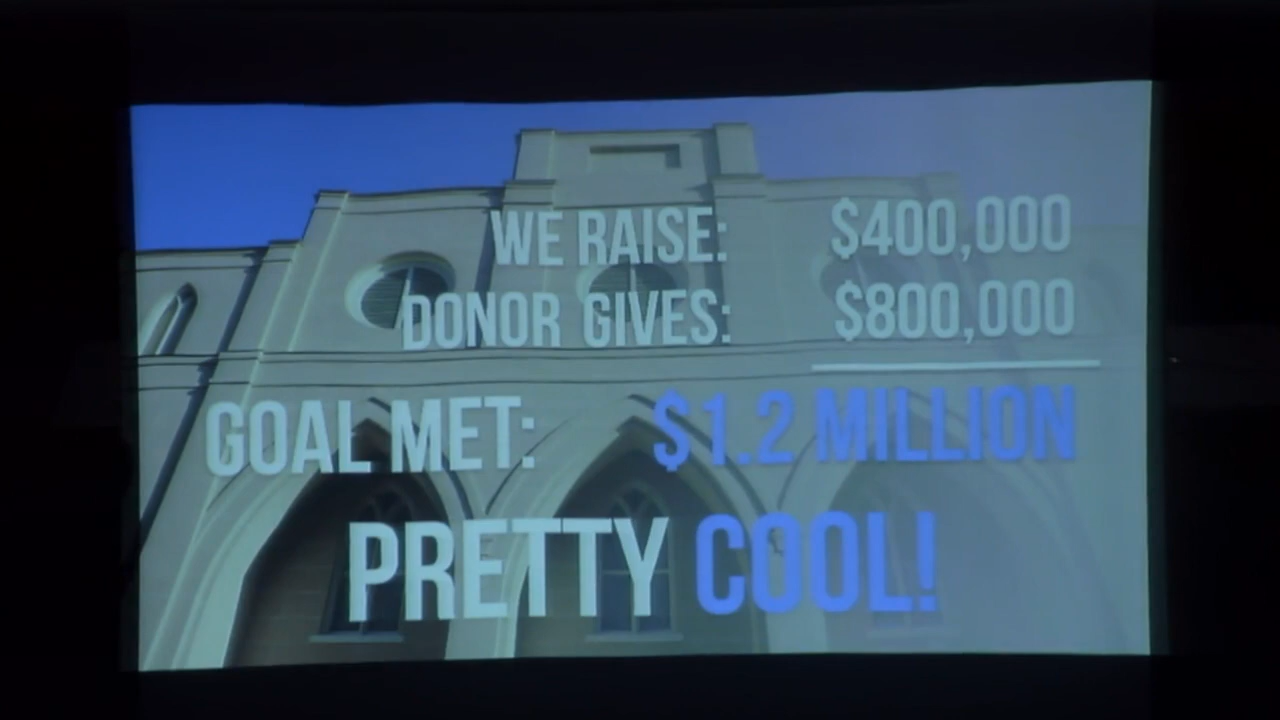 WE RAISE: $400,000
DONOR GIVES: $800,000
GOAL MET: $1.2 MILLION
PRETTY COOL!